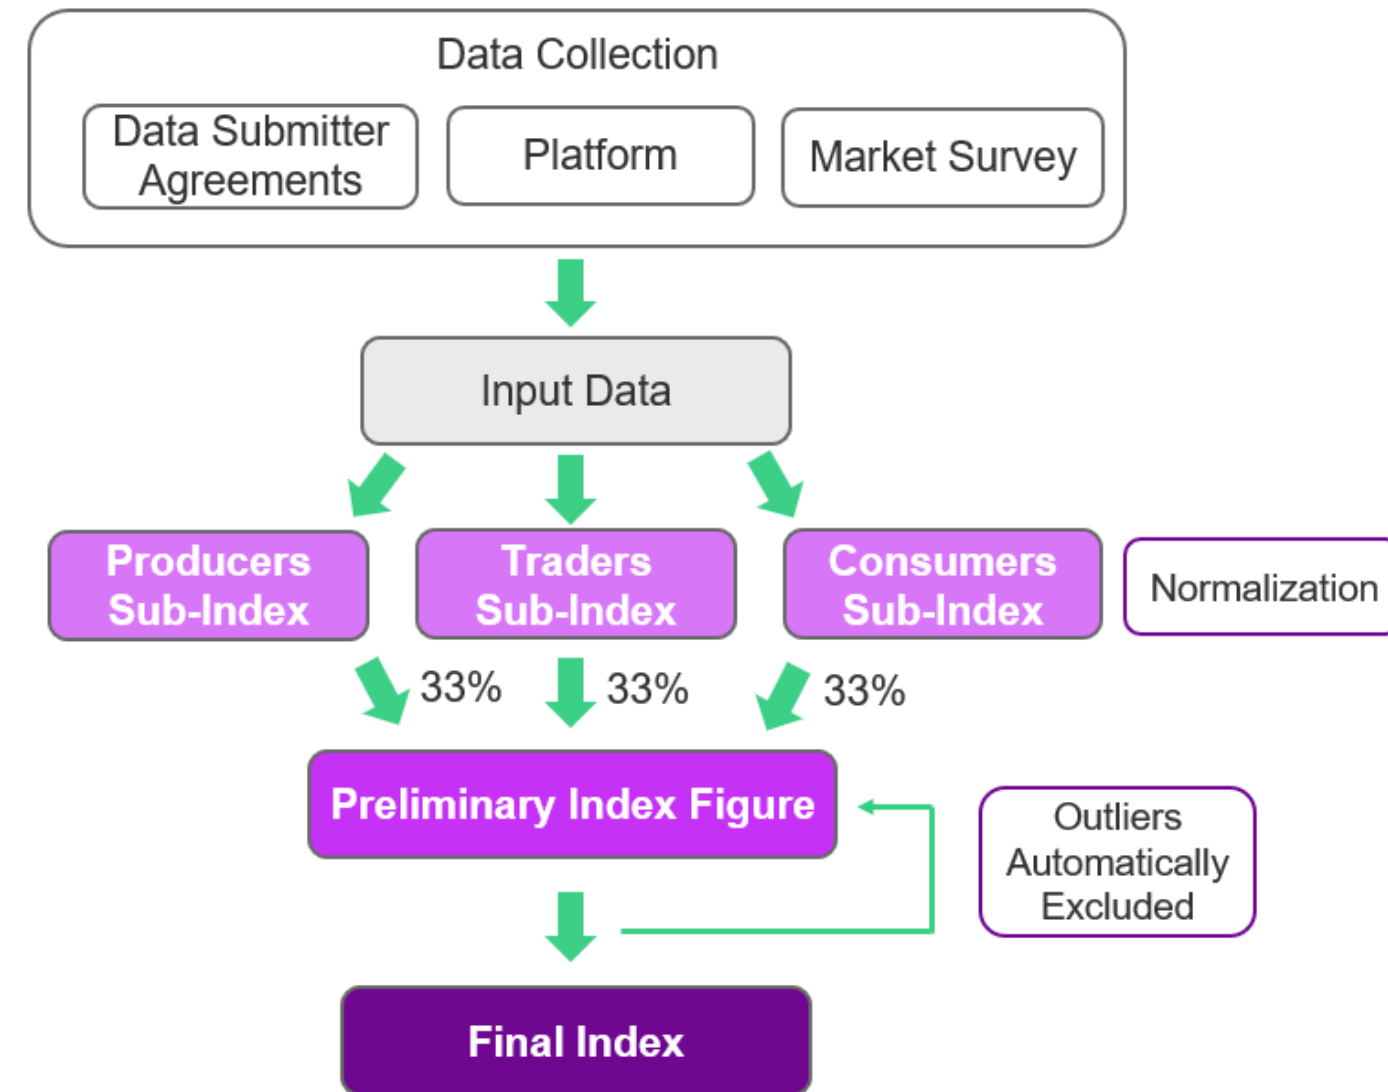 Data Collection
Data Submitter
Agreements
Platform
Market Survey
Input Data
Producers
Sub-Index
Traders
Sub-Index
Consumers
Sub-Index
Normalization
33%
33%
33%
Preliminary Index Figure
Outliers
Automatically
Excluded
Final Index